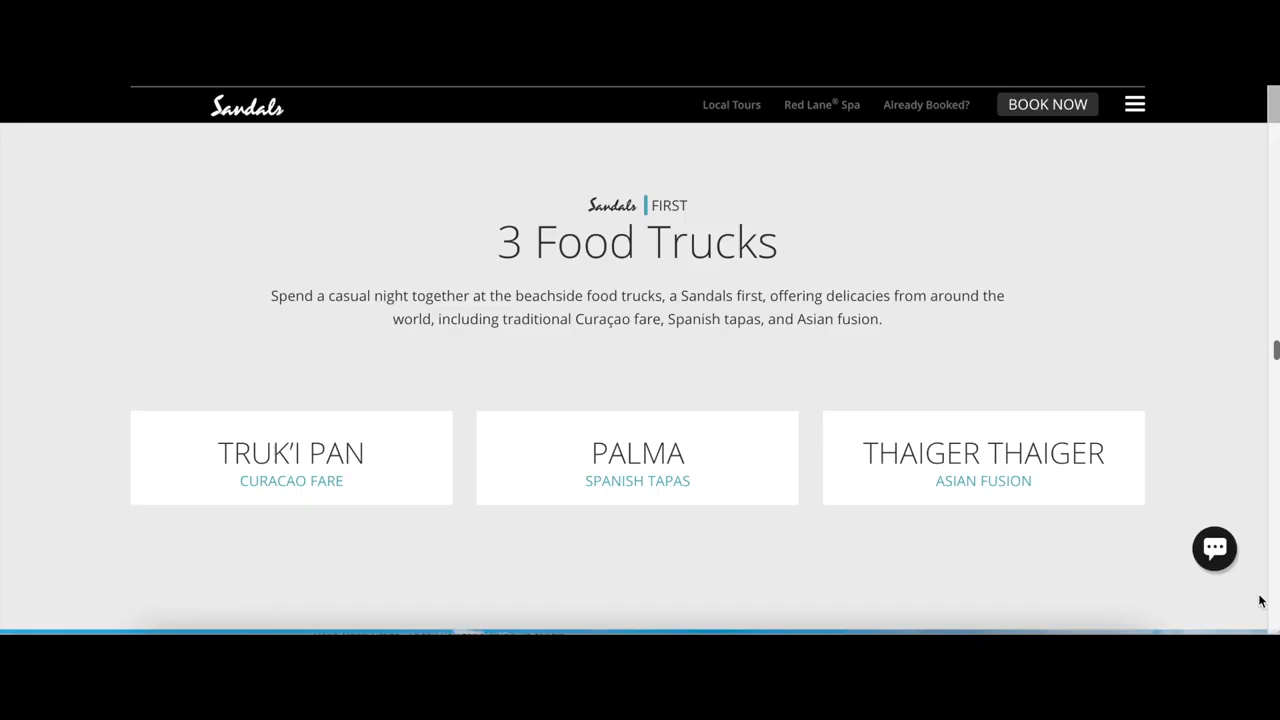 Sandals
Local Tours Red Lane® Spa Already Booked? BOOK NOW
Sandals FIRST
3 Food Trucks
Spend a casual night together at the beachside food trucks, a Sandals first, offering delicacies from around the
world, including traditional Curaçao fare, Spanish tapas, and Asian fusion.
TRUK’I PAN
CURACAO FARE
PALMA
SPANISH TAPAS
THAIGER THAIGER
ASIAN FUSION